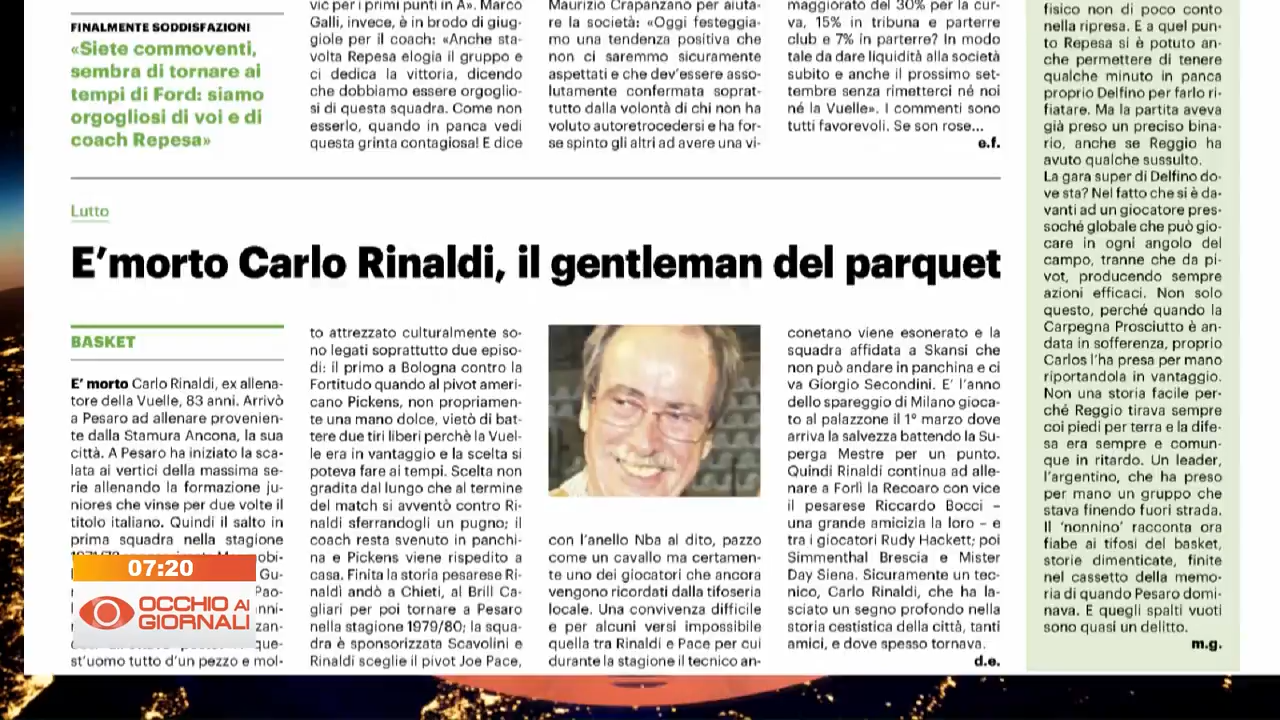 FINALMENTE SODDISFAZIONI
«Siete commoventi,
sembra di tornare ai
tempi di Ford: siamo
orgogliosi di voi e di
coach Repesa»
vic per i primi punti in A». Marco
Galli, invece, è in brodo di giug-
giole per il coach: «Anche sta-
volta Repesa elogia il gruppo e
ci dedica la vittoria, dicendo
che dobbiamo essere orgoglio-
si di questa squadra. Come non
esserlo, quando in panca vedi
questa grinta contagiosa! E dice
Maurizio Crapanzano per aiuta-
re la società: «Oggi festeggia-
mo una tendenza positiva che
non ci saremmo sicuramente
aspettati e che dev'essere asso-
lutamente confermata soprat-
tutto dalla volontà di chi non ha
voluto autoretrocedersi e ha for-
se spinto gli altri ad avere una vi-
maggiorato del 30% per la cur-
va, 15% in tribuna e parterre
club e 7% in parterre? In modo
tale da dare liquidità alla società
subito e anche il prossimo set-
tembre senza rimetterci né noi
né la Vuelle». I commenti sono
tutti favorevoli. Se son rose...
e.f.
Lutto
E'morto Carlo Rinaldi, il gentleman del parquet
BASKET
E' morto Carlo Rinaldi, ex allena-
tore della Vuelle, 83 anni. Arrivò
a Pesaro ad allenare provenien-
te dalla Stamura Ancona, la sua
città. A Pesaro ha iniziato la sca-
lata ai vertici della massima se-
rie allenando la formazione ju-
niores che vinse per due volte il
titolo italiano. Quindi il salto in
prima squadra nella stagione
obi-
Gu-
Pao-
nni-
zan-
que-
st'uomo tutto d'un pezzo e mol-
to attrezzato culturalmente so-
no legati soprattutto due episo-
di: il primo a Bologna contro la
Fortitudo quando al pivot ameri-
cano Pickens, non propriamen-
te una mano dolce, vietò di bat-
tere due tiri liberi perchè la Vuel-
le era in vantaggio e la scelta si
poteva fare ai tempi. Scelta non
gradita dal lungo che al termine
del match si avventò contro Ri-
naldi sferrandogli un pugno; il
coach resta svenuto in panchi-
na e Pickens viene rispedito a
casa. Finita la storia pesarese Ri-
naldi andò a Chieti, al Brill Ca-
gliari per poi tornare a Pesaro
nella stagione 1979/80; la squa-
dra è sponsorizzata Scavolini e
Rinaldi sceglie il pivot Joe Pace,
con l'anello Nba al dito, pazzo
come un cavallo ma certamen-
te uno dei giocatori che ancora
vengono ricordati dalla tifoseria
locale. Una convivenza difficile
e per alcuni versi impossibile
quella tra Rinaldi e Pace per cui
durante la stagione il tecnico an-
conetano viene esonerato e la
squadra affidata a Skansi che
non può andare in panchina e ci
va Giorgio Secondini. E' l'anno
dello spareggio di Milano gioca-
to al palazzone il 1° marzo dove
arriva la salvezza battendo la Su-
perga Mestre per un punto.
Quindi Rinaldi continua ad alle-
nare a Forlì la Recoaro con vice
il pesarese Riccardo Bocci –
una grande amicizia la loro – e
tra i giocatori Rudy Hackett; poi
Simmenthal Brescia e Mister
Day Siena. Sicuramente un tec-
nico, Carlo Rinaldi, che ha la-
sciato un segno profondo nella
storia cestistica della città, tanti
amici, e dove spesso tornava.
d.e.
fisico non di poco conto
nella ripresa. E a quel pun-
to Repesa si è potuto an-
che permettere di tenere
qualche minuto in panca
proprio Delfino per farlo ri-
fiatare. Ma la partita aveva
già preso un preciso bina-
rio, anche se Reggio ha
avuto qualche sussulto.
La gara super di Delfino do-
ve sta? Nel fatto che si è da-
vanti ad un giocatore pres-
soché globale che può gio-
care in ogni angolo del
campo, tranne che da pi-
vot, producendo sempre
azioni efficaci. Non solo
questo, perché quando la
Carpegna Prosciutto è an-
data in sofferenza, proprio
Carlos l'ha presa per mano
riportandola in vantaggio.
Non una storia facile per-
ché Reggio tirava sempre
coi piedi per terra e la dife-
sa era sempre e comun-
que in ritardo. Un leader,
l'argentino, che ha preso
per mano un gruppo che
stava finendo fuori strada.
Il 'nonnino' racconta ora
fiabe ai tifosi del basket,
storie dimenticate, finite
nel cassetto della memo-
ria di quando Pesaro domi-
nava. E quegli spalti vuoti
sono quasi un delitto.
m.g.
07:20
OCCHIO AI
GIORNALI